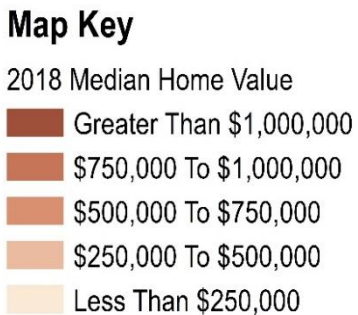 Map Key
2018 Median Home Value
Greater Than $1,000,000
$750,000 To $1,000,000
$500,000 To $750,000
$250,000 To $500,000
Less Than $250,000